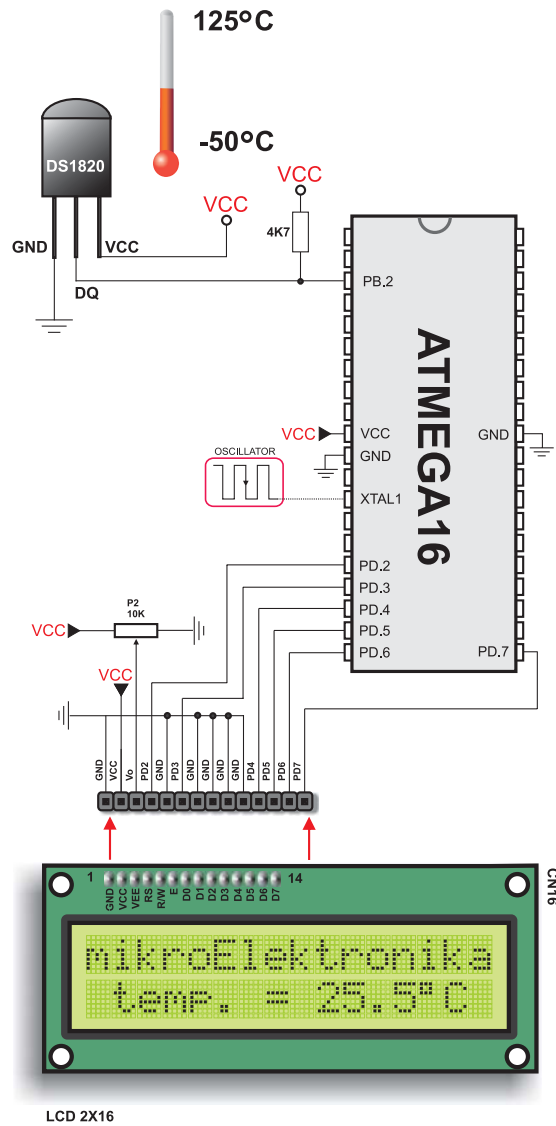 125°C
-50°C
DS1820
GND
VCC
DQ
VCC
VCC
4K7
PB.2
ATMEGA16
VCC
VCC
GND
GND
OSCILLATOR
XTAL1
PD.2
PD.3
PD.4
PD.5
PD.6
PD.7
P2
10K
VCC
VCC
GND
VCC
Vo
PD2
GND
PD3
GND
GND
GND
GND
PD4
PD5
PD6
PD7
1
14
GND
VCC
VEE
RS
R/W
E
D0
D1
D2
D3
D4
D5
D6
D7
CN16
mikroElektronika
temp. = 25.5°C
LCD 2X16